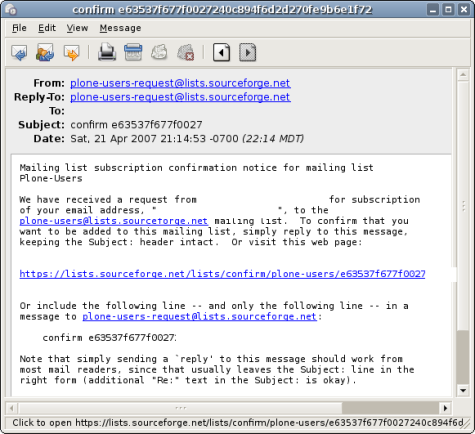 confirm e63537f677f0027240c894f6d2d270fe9b6e1f72
File Edit View Message
From: plone-users-request@lists.sourceforge.net
Reply-To: plone-users-request@lists.sourceforge.net
To:
Subject: confirm e63537f677f0027
Date: Sat, 21 Apr 2007 21:14:53 -0700 (22:14 MDT)
Mailing list subscription confirmation notice for mailing list
Plone-Users
We have received a request from for subscription
of your email address, " ", to the
plone-users@lists.sourceforge.net mailing list. To confirm that you
want to be added to this mailing list, simply reply to this message,
keeping the Subject: header intact. Or visit this web page:
https://lists.sourceforge.net/lists/confirm/plone-users/e63537f677f0027
Or include the following line -- and only the following line -- in a
message to plone-users-request@lists.sourceforge.net:
confirm e63537f677f0027
Note that simply sending a `reply' to this message should work from
most mail readers, since that usually leaves the Subject: line in the
right form (additional "Re:" text in the Subject: is okay).
Click to open https://lists.sourceforge.net/lists/confirm/plone-users/e63537f677f0027240c894f6d